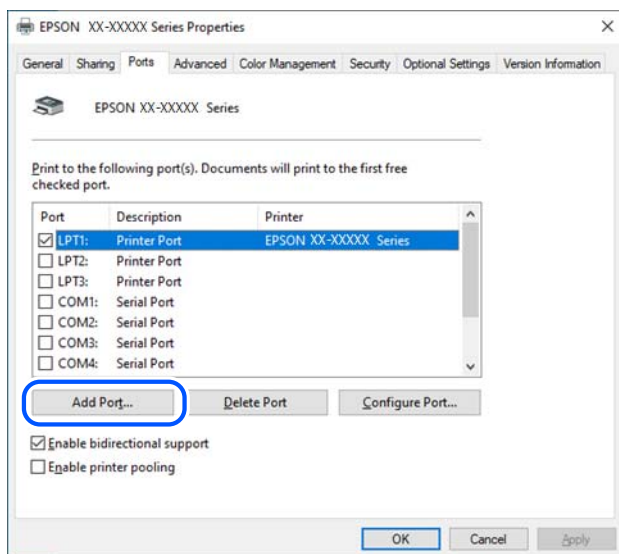 EPSON XX-XXXXX Series Properties
General Sharing Ports Advanced Color Management Security Optional Settings Version Information
EPSON XX-XXXXX Series
Print to the following port(s). Documents will print to the first free
checked port.
Port Description Printer
LPT1: Printer Port EPSON XX-XXXXX Series
LPT2: Printer Port
LPT3: Printer Port
COM1: Serial Port
COM2: Serial Port
COM3: Serial Port
COM4: Serial Port
Add Port... Delete Port Configure Port...
Enable bidirectional support
Enable printer pooling
OK Cancel Apply